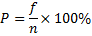 P = f/n × 100%